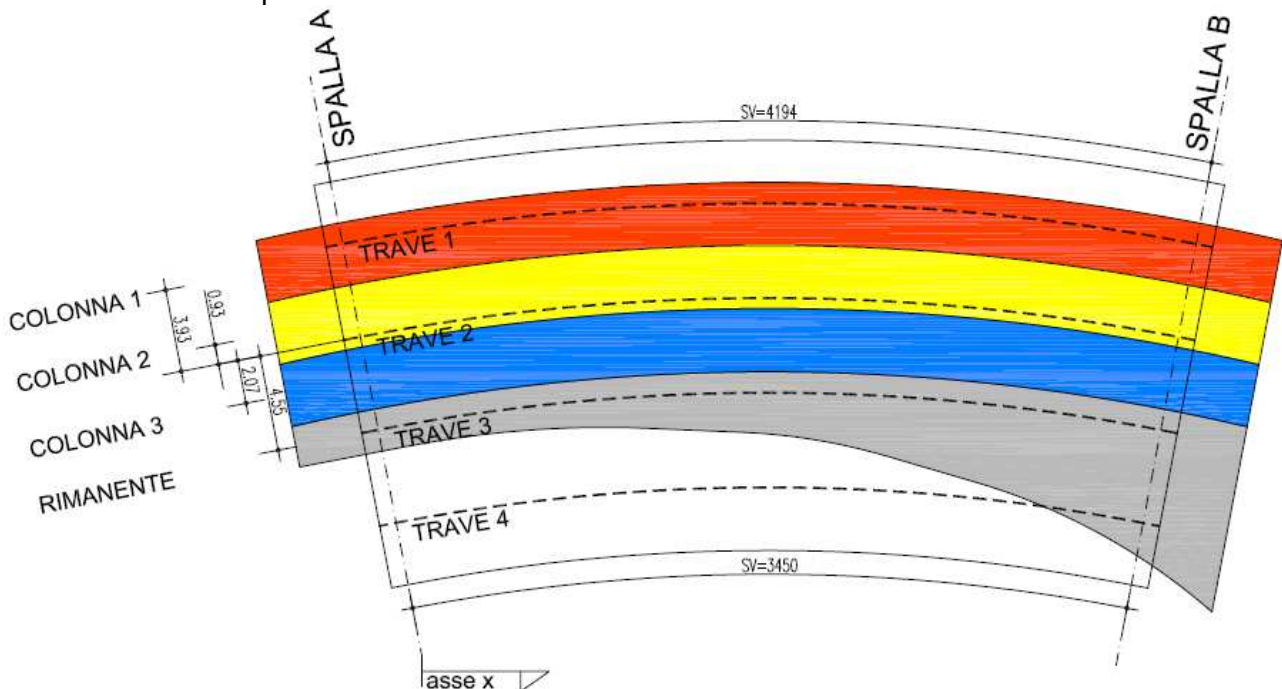 SPALLA A
SPALLA B
SV=4194
TRAVE 1
COLONNA 1
3.93
0.93
TRAVE 2
COLONNA 2
2.07
4.55
COLONNA 3
TRAVE 3
RIMANENTE
TRAVE 4
SV=3450
asse x